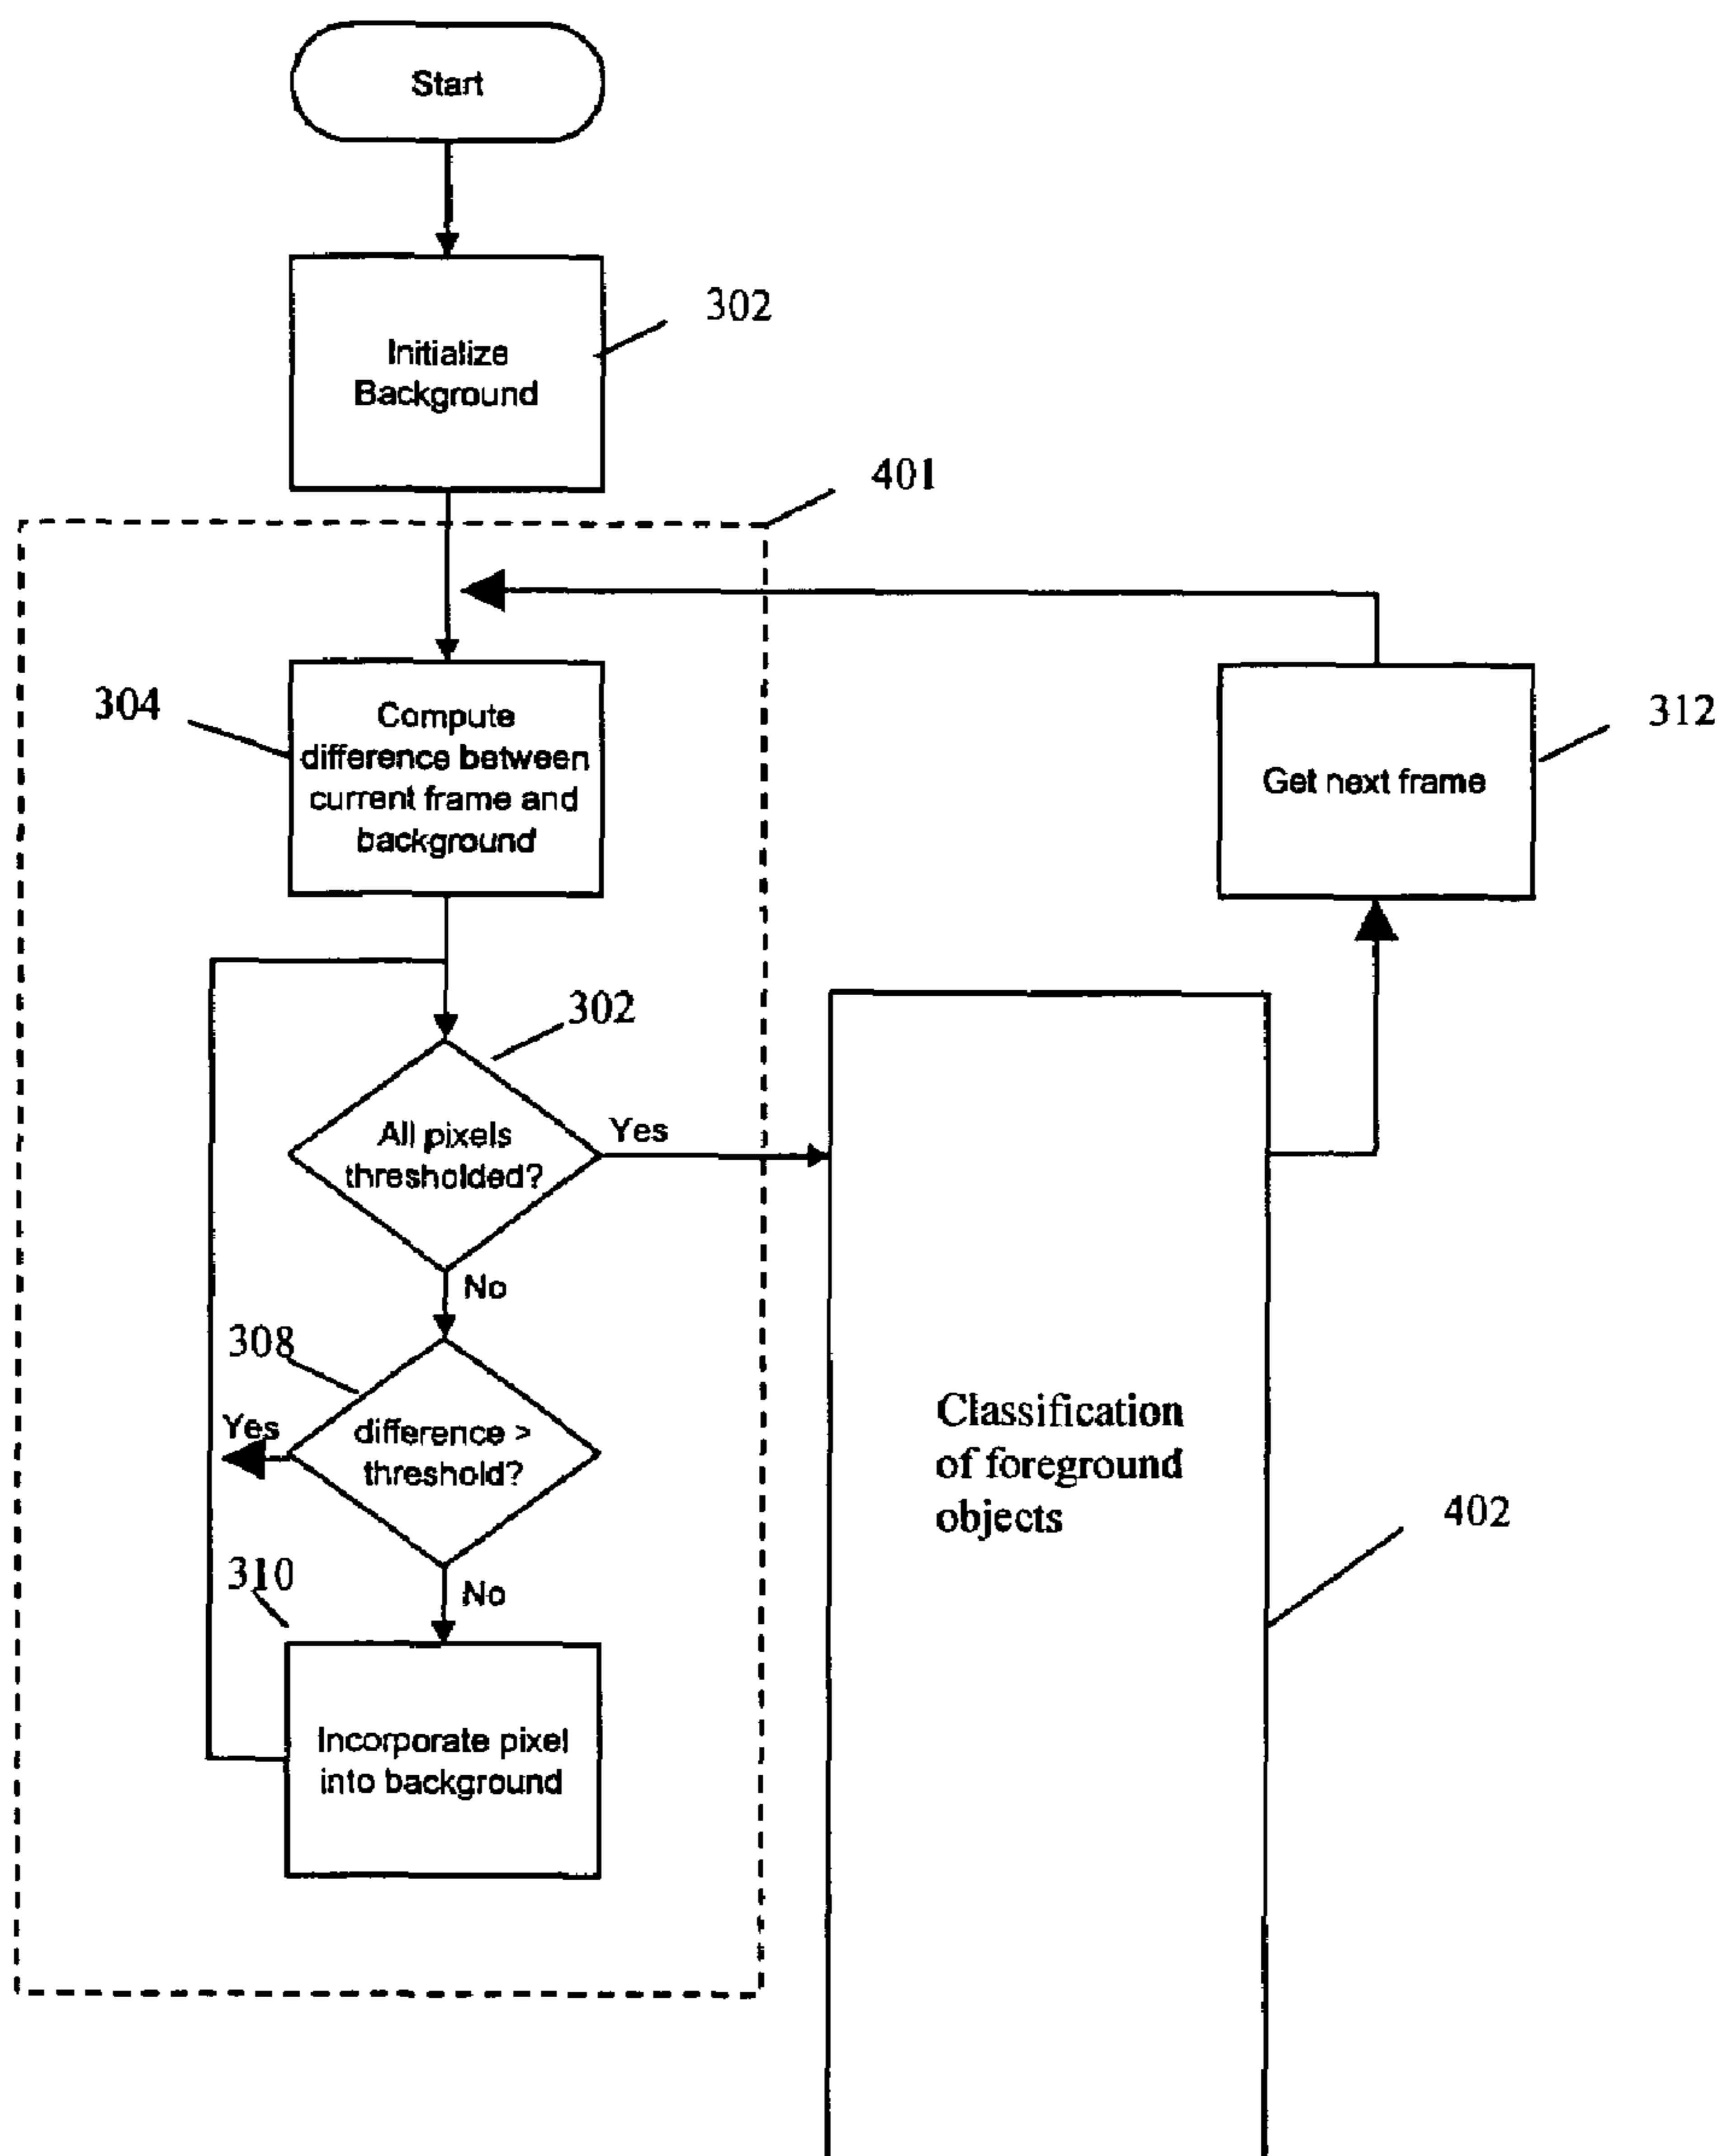 Start
302
Initialize
Background
401
304
Compute
difference between
current frame and
background
312
Get next frame
302
All pixels
thresholded?
Yes
No
308
Yes
difference >
threshold?
310
No
Incorporate pixel
into background
Classification
of foreground
objects
402